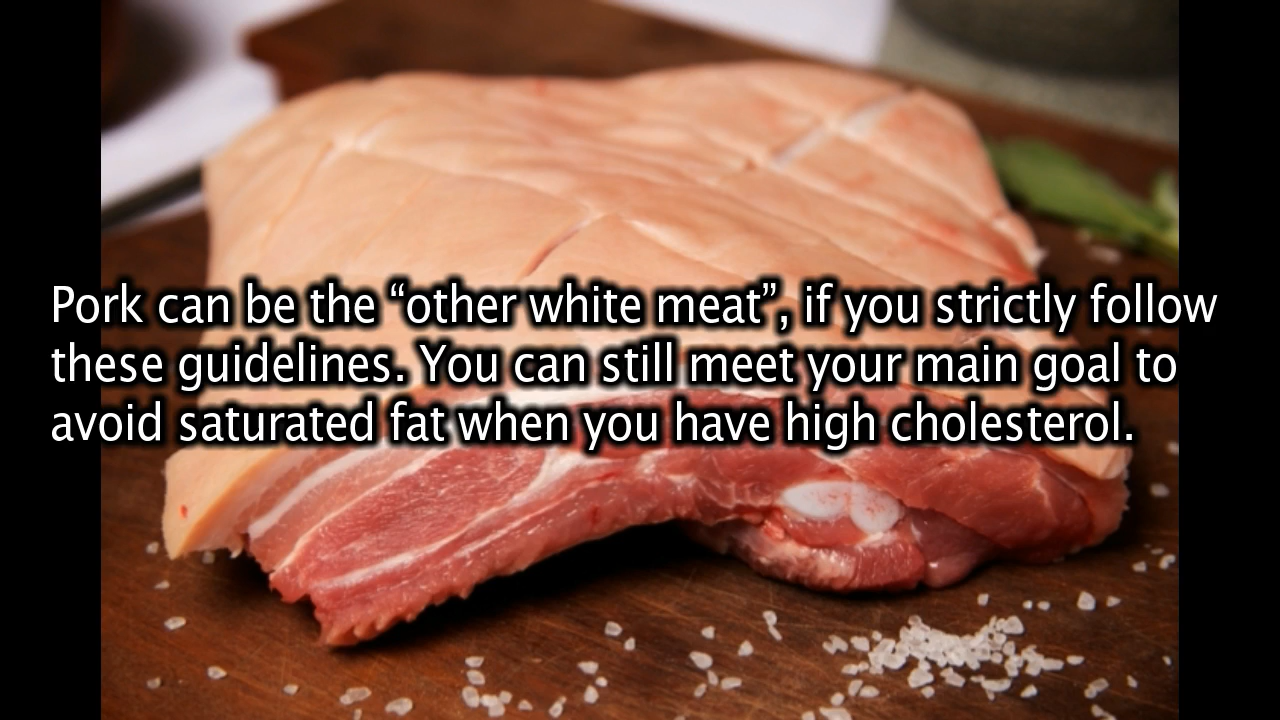 Pork can be the “other white meat”, if you strictly follow
these guidelines. You can still meet your main goal to
avoid saturated fat when you have high cholesterol.